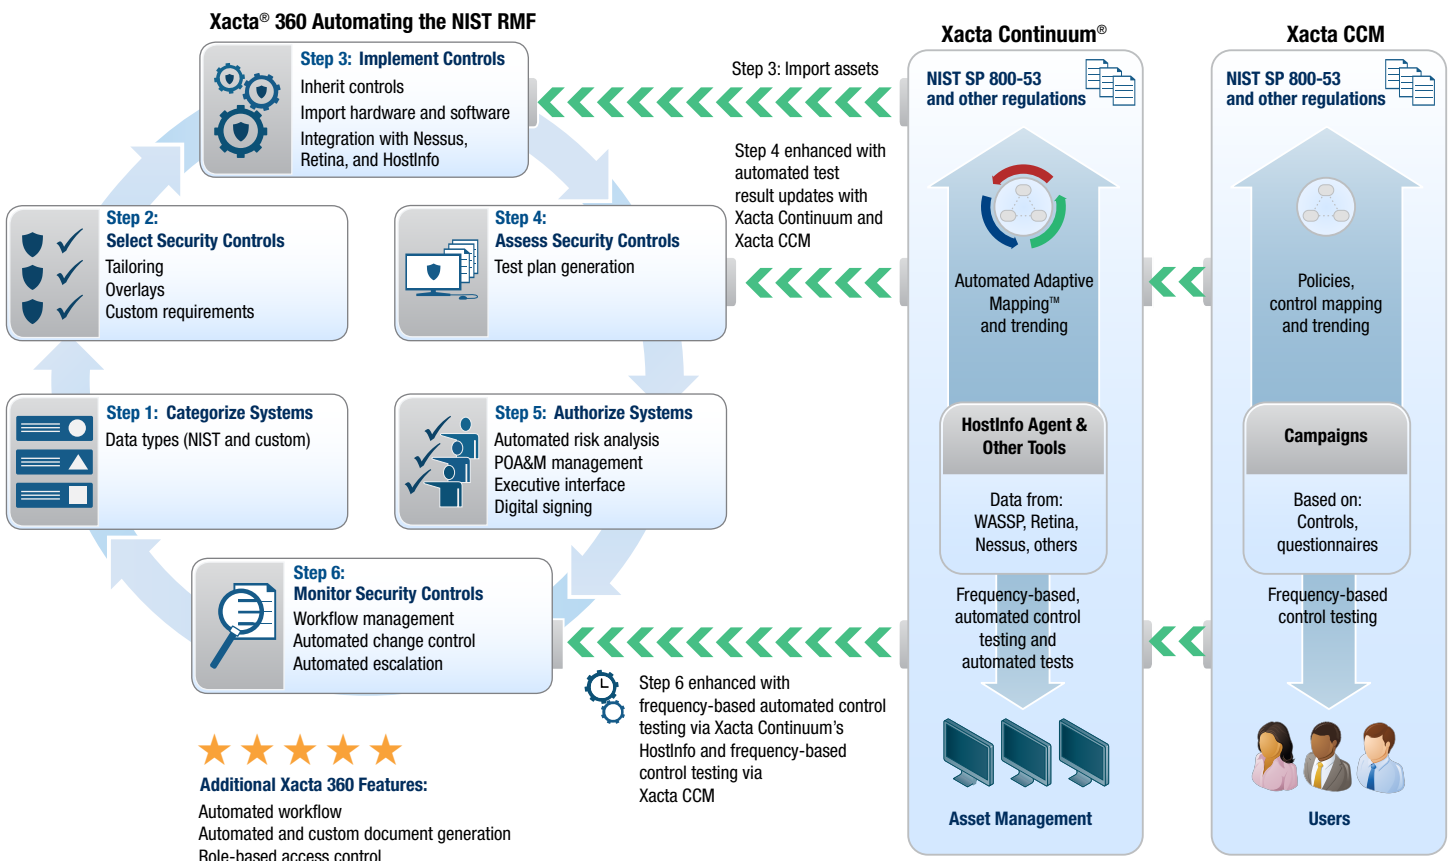 Xacta® 360 Automating the NIST RMF
Step 3: Implement Controls
Inherit controls
Import hardware and software
Integration with Nessus,
Retina, and HostInfo
Step 2:
Select Security Controls
Tailoring
Overlays
Custom requirements
Step 4:
Assess Security Controls
Test plan generation
Step 1: Categorize Systems
Data types (NIST and custom)
Step 5: Authorize Systems
Automated risk analysis
POA&M management
Executive interface
Digital signing
Step 6:
Monitor Security Controls
Workflow management
Automated change control
Automated escalation
Additional Xacta 360 Features:
Automated workflow
Automated and custom document generation
Role-based access control
Step 3: Import assets
Step 4 enhanced with
automated test
result updates with
Xacta Continuum and
Xacta CCM
Step 6 enhanced with
frequency-based automated control
testing via Xacta Continuum’s
HostInfo and frequency-based
control testing via
Xacta CCM
Xacta Continuum®
NIST SP 800-53
and other regulations
Automated Adaptive
Mapping™
and trending
HostInfo Agent &
Other Tools
Data from:
WASSP, Retina,
Nessus, others
Frequency-based,
automated control
testing and
automated tests
Asset Management
Xacta CCM
NIST SP 800-53
and other regulations
Policies,
control mapping
and trending
Campaigns
Based on:
Controls,
questionnaires
Frequency-based
control testing
Users